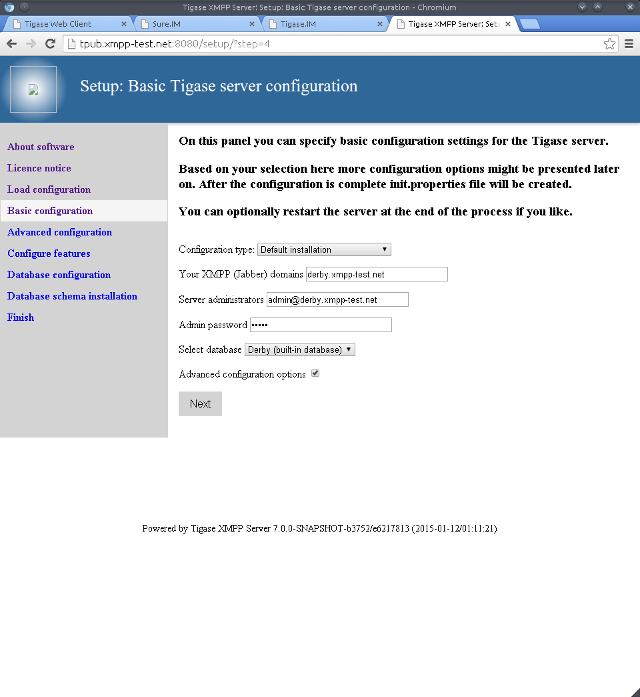 Tigase XMPP Server: Setup: Basic Tigase server configuration - Chromium
Tigase Web Client
Sure.IM
Tigase.IM
Tigase XMPP Server: Setu
tpub.xmpp-test.net:8080/setup/?step=4
Setup: Basic Tigase server configuration
About software
Licence notice
Load configuration
Basic configuration
Advanced configuration
Configure features
Database configuration
Database schema installation
Finish
On this panel you can specify basic configuration settings for the Tigase server.
Based on your selection here more configuration options might be presented later
on. After the configuration is complete init.properties file will be created.
You can optionally restart the server at the end of the process if you like.
Configuration type: Default installation
Your XMPP (Jabber) domains derby.xmpp-test.net
Server administrators admin@derby.xmpp-test.net
Admin password •••••
Select database Derby (built-in database)
Advanced configuration options
Next
Powered by Tigase XMPP Server 7.0.0-SNAPSHOT-b3752/e6217813 (2015-01-12/01:11:21)